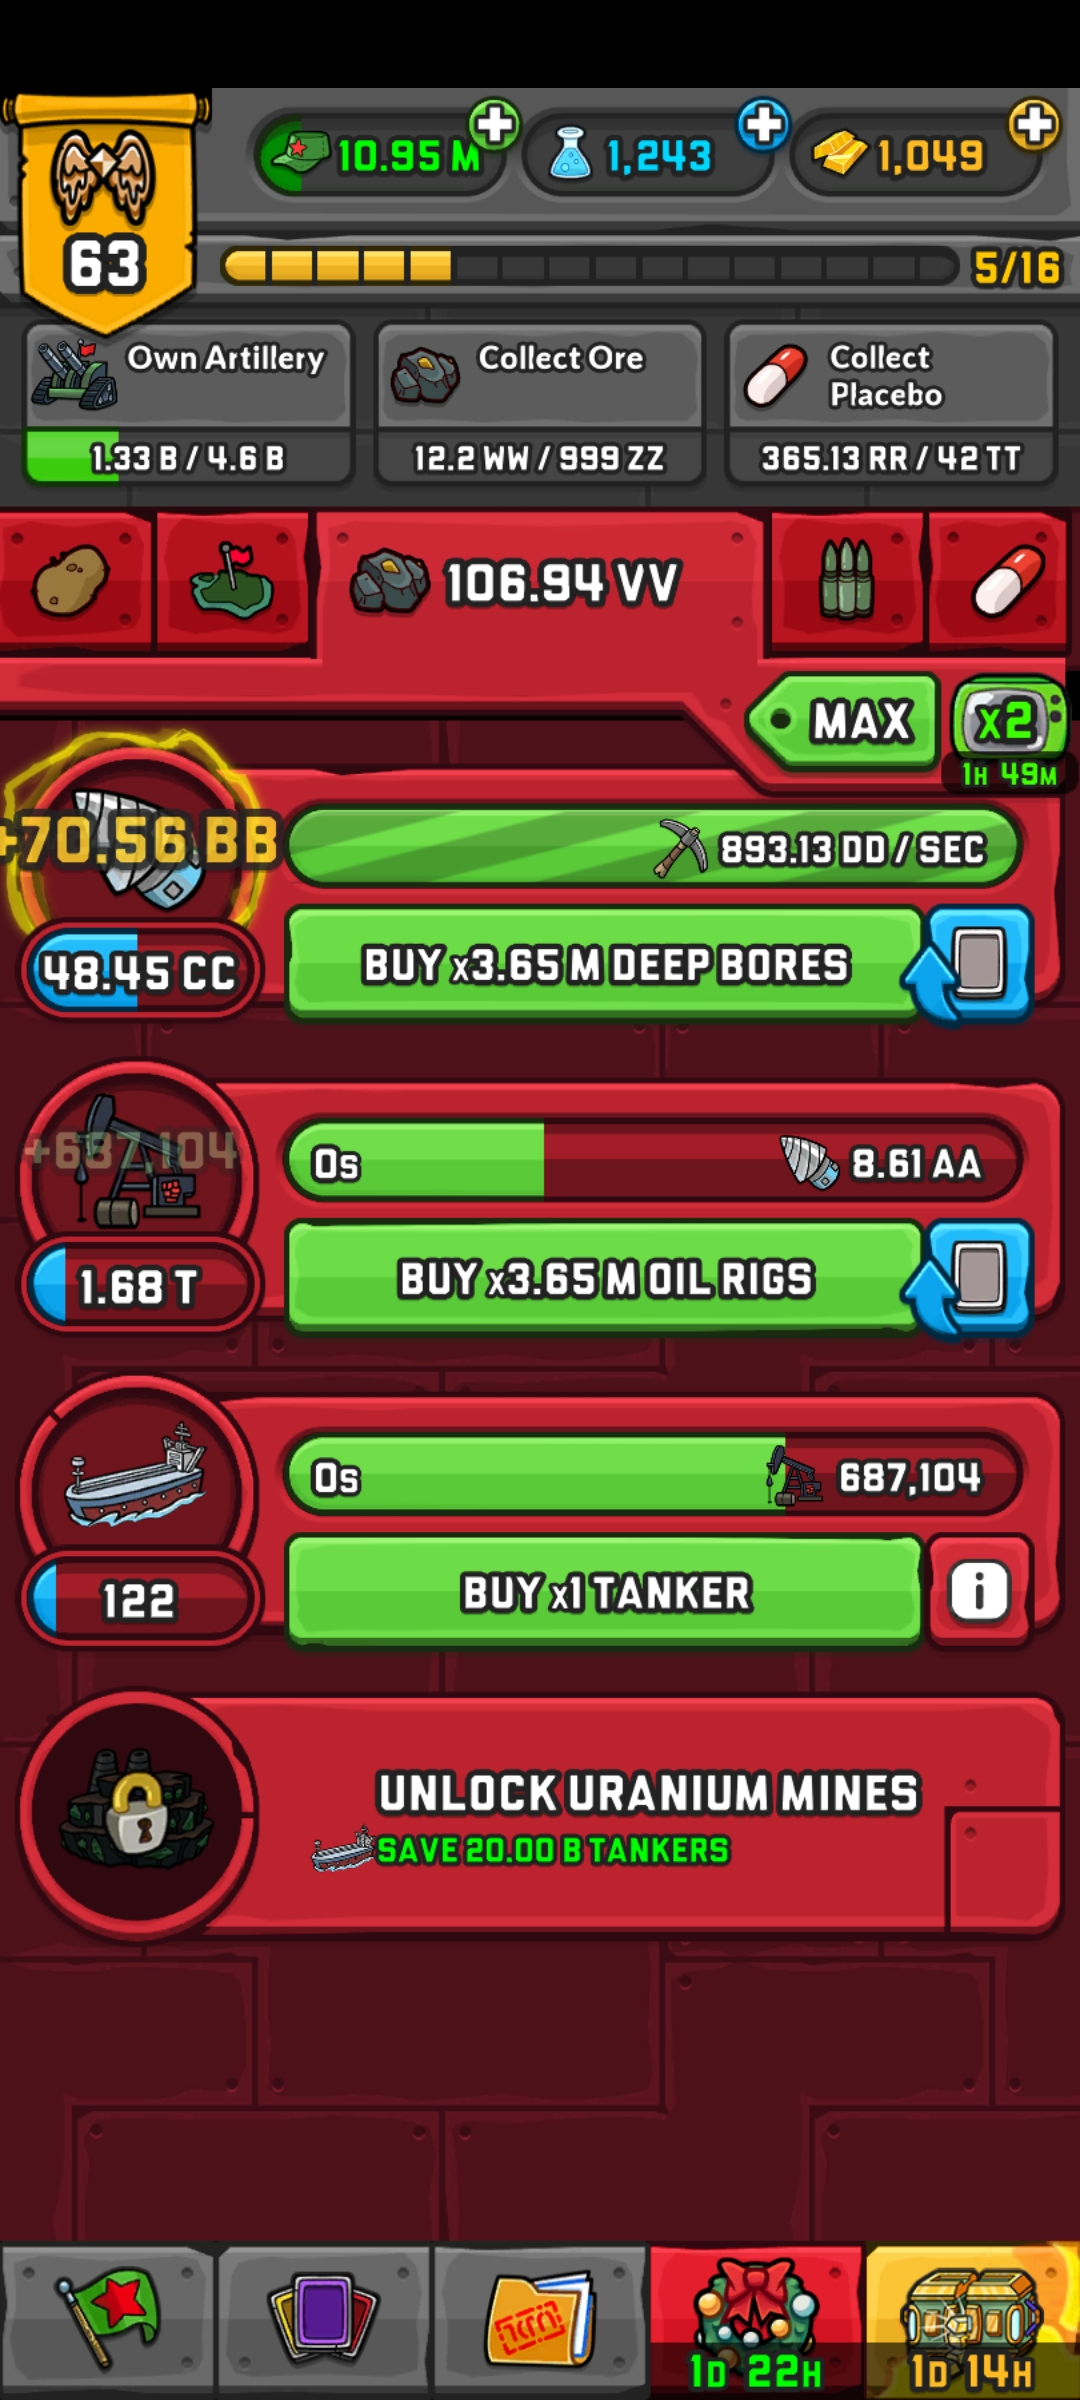 10.95 M
1,243
1,049
63
5/16
Own Artillery
1.33 B / 4.6 B
Collect Ore
12.2 WW / 999 ZZ
Collect
Placebo
365.13 RR / 42 TT
106.94 VV
MAX
x2
1H 49M
+70.56 BB
893.13 DD / SEC
48.45 CC
BUY x3.65 M DEEP BORES
+687,104
0s
8.61 AA
1.68 T
BUY x3.65 M OIL RIGS
0s
687,104
122
BUY x1 TANKER
i
UNLOCK URANIUM MINES
SAVE 20.00 B TANKERS
1D 22H
1D 14H